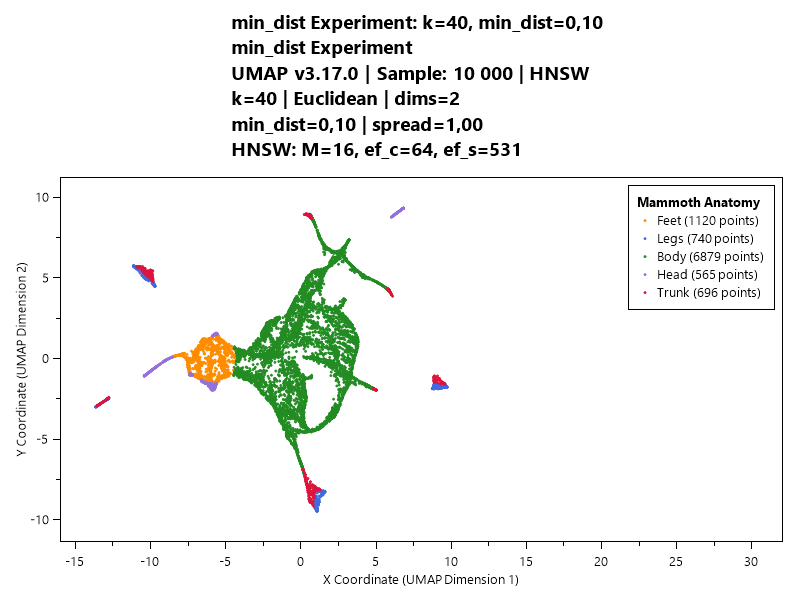 min_dist Experiment: k=40, min_dist=0,10
min_dist Experiment
UMAP v3.17.0 | Sample: 10 000 | HNSW
k=40 | Euclidean | dims=2
min_dist=0,10 | spread=1,00
HNSW: M=16, ef_c=64, ef_s=531
Mammoth Anatomy
Feet (1120 points)
Legs (740 points)
Body (6879 points)
Head (565 points)
Trunk (696 points)
Y Coordinate (UMAP Dimension 2)
10
5
0
-5
-10
-15 -10 -5 0 5 10 15 20 25 30
X Coordinate (UMAP Dimension 1)